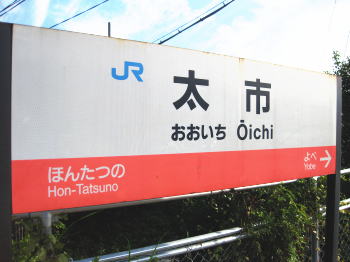 JR
太市
おおいち Ōichi
ほんたつの
Hon-Tatsuno
よべ
Yobe
→